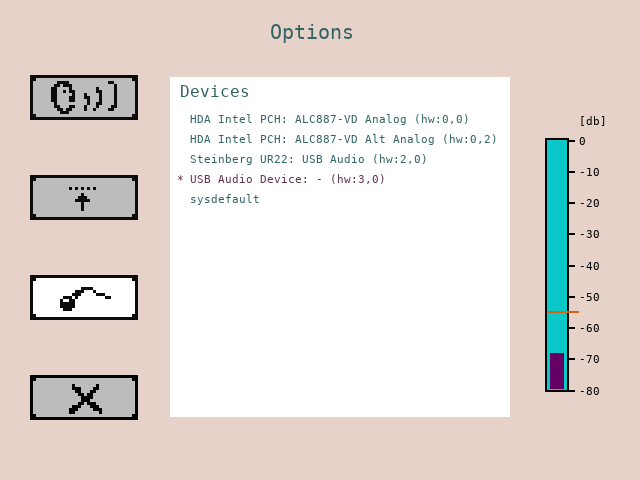 Options
Devices
HDA Intel PCH: ALC887-VD Analog (hw:0,0)
HDA Intel PCH: ALC887-VD Alt Analog (hw:0,2)
Steinberg UR22: USB Audio (hw:2,0)
* USB Audio Device: - (hw:3,0)
sysdefault
[db]
0
-10
-20
-30
-40
-50
-60
-70
-80